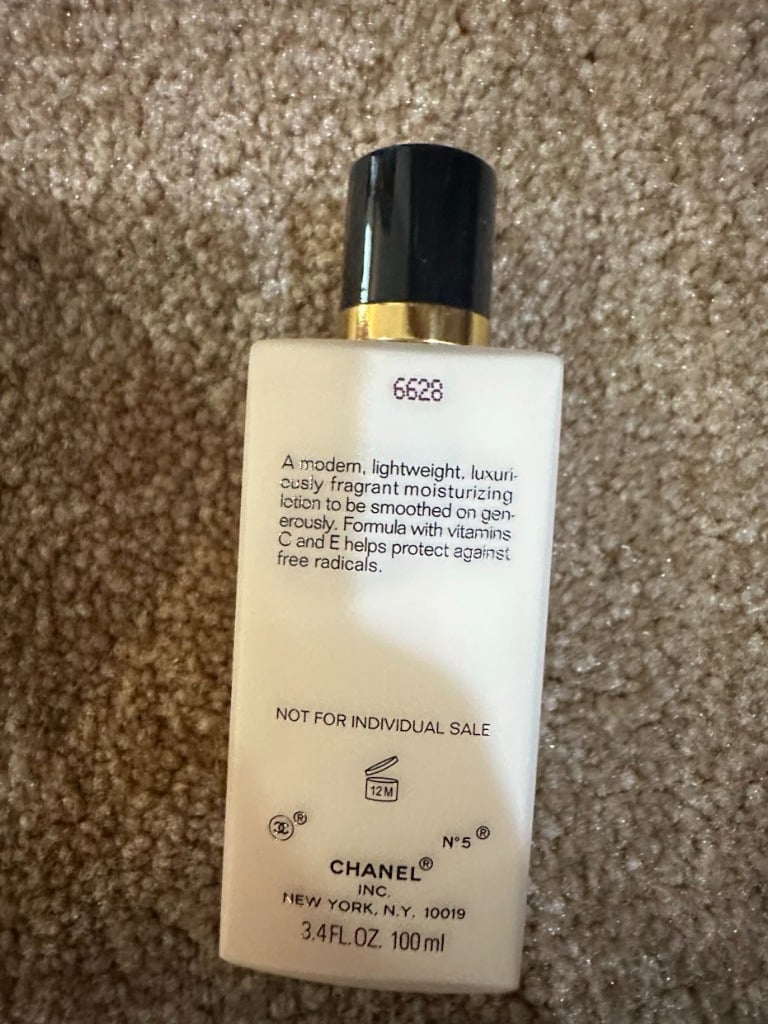 6628
A modern, lightweight, luxuri-
ously fragrant moisturizing
lotion to be smoothed on gen-
erously. Formula with vitamins
C and E helps protect against
free radicals.
NOT FOR INDIVIDUAL SALE
12 M
®
N°5 ®
CHANEL®
INC.
NEW YORK, N.Y. 10019
3.4 FL. OZ. 100 ml